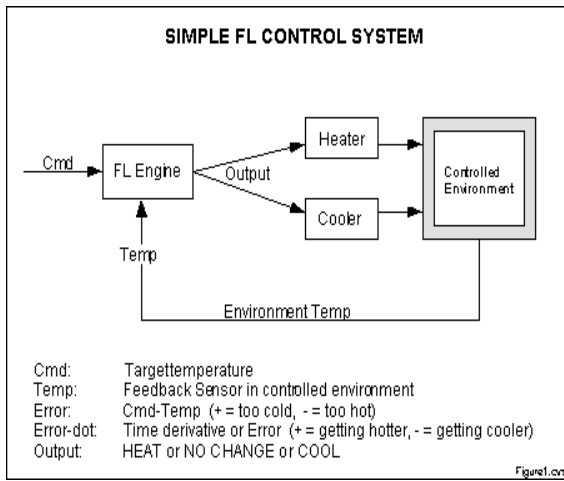 SIMPLE FL CONTROL SYSTEM
Heater
Cmd
FL Engine
Output
Controlled
Environment
Cooler
Temp
Environment Temp
Cmd: Targettemperature
Temp: Feedback Sensor in controlled environment
Error: Cmd-Temp (+ = too cold, - = too hot)
Error-dot: Time derivative or Error (+ = getting hotter, - = getting cooler)
Output: HEAT or NO CHANGE or COOL
Figure1.cvs